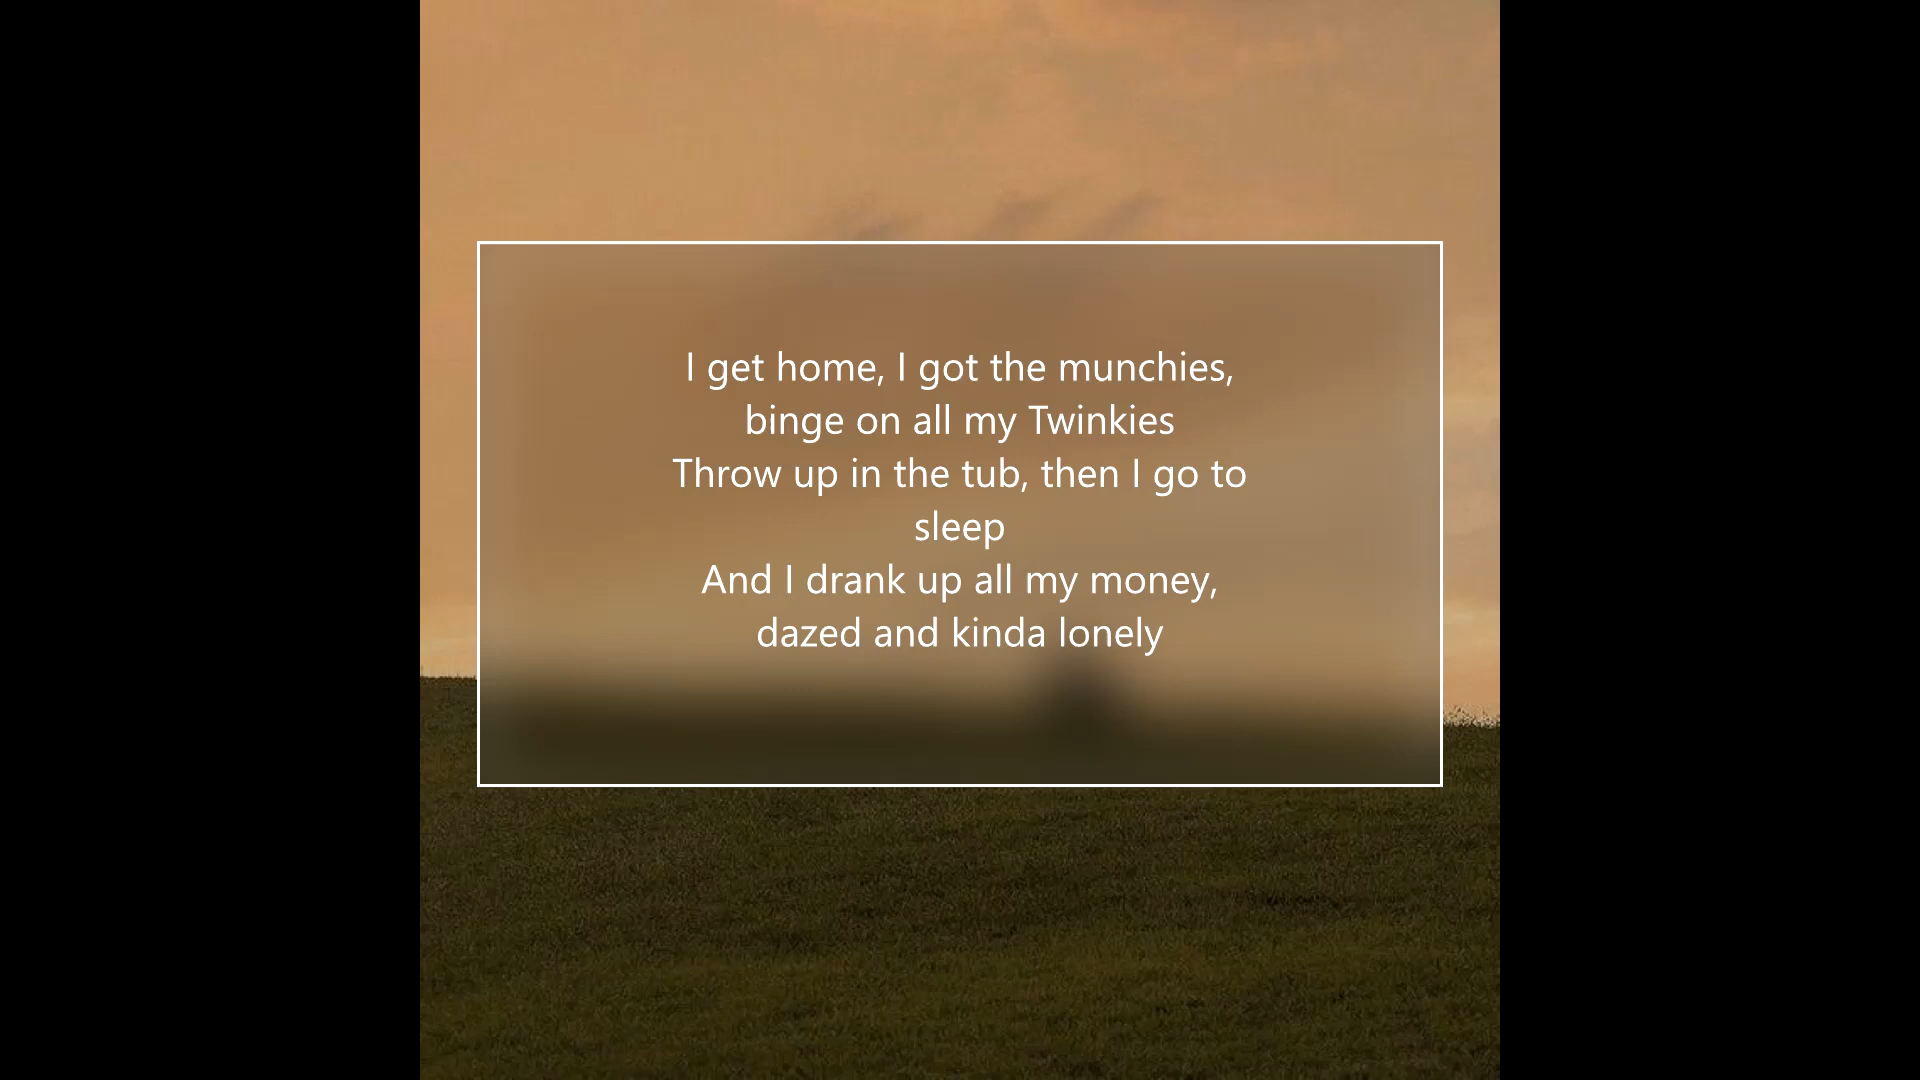 I get home, I got the munchies,
binge on all my Twinkies
Throw up in the tub, then I go to
sleep
And I drank up all my money,
dazed and kinda lonely